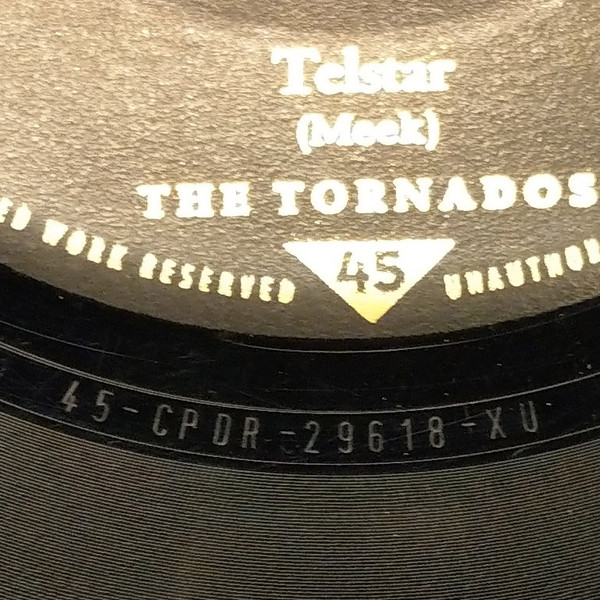 Telstar
(Meek)
THE TORNADOS
WORK RESERVED
45
45-CPDR-29618-XU